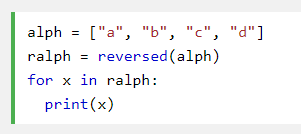 alph = ["a", "b", "c", "d"]
ralph = reversed(alph)
for x in ralph:
  print(x)